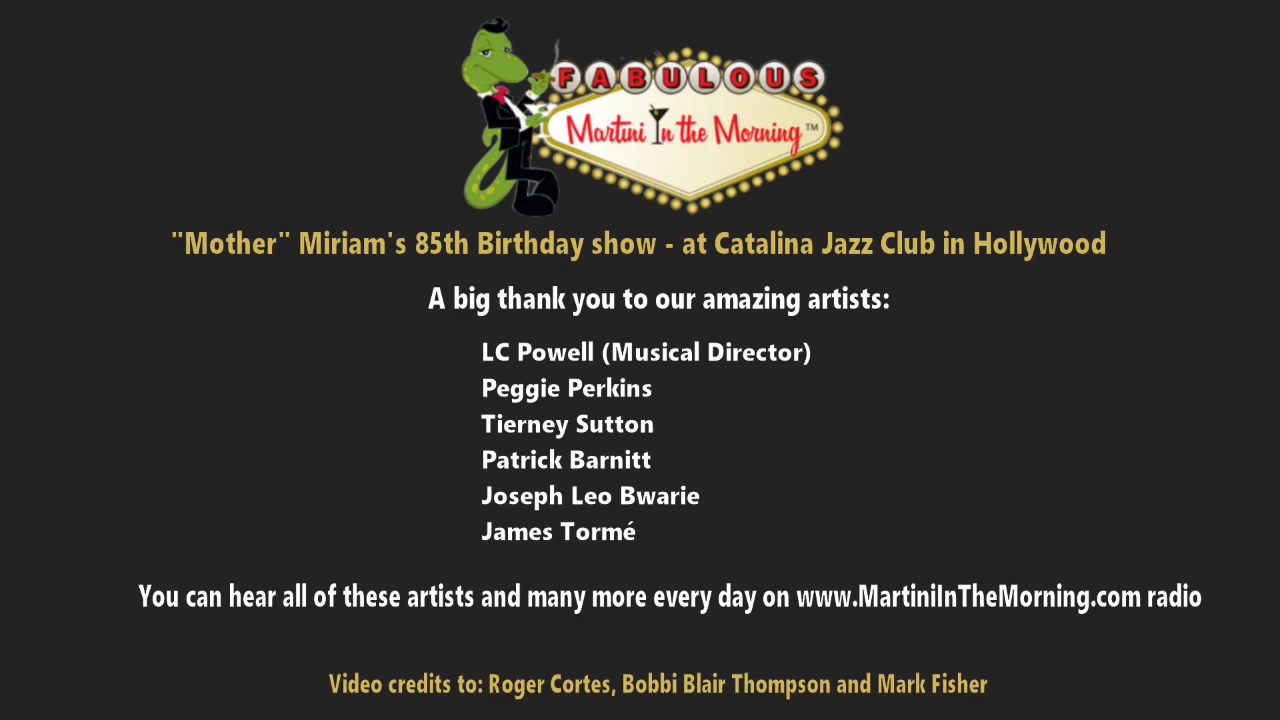 FABULOUS
Martini In the Morning™
"Mother" Miriam's 85th Birthday show - at Catalina Jazz Club in Hollywood
A big thank you to our amazing artists:
LC Powell (Musical Director)
Peggie Perkins
Tierney Sutton
Patrick Barnitt
Joseph Leo Bwarie
James Tormé
You can hear all of these artists and many more every day on www.MartiniInTheMorning.com radio
Video credits to: Roger Cortes, Bobbi Blair Thompson and Mark Fisher